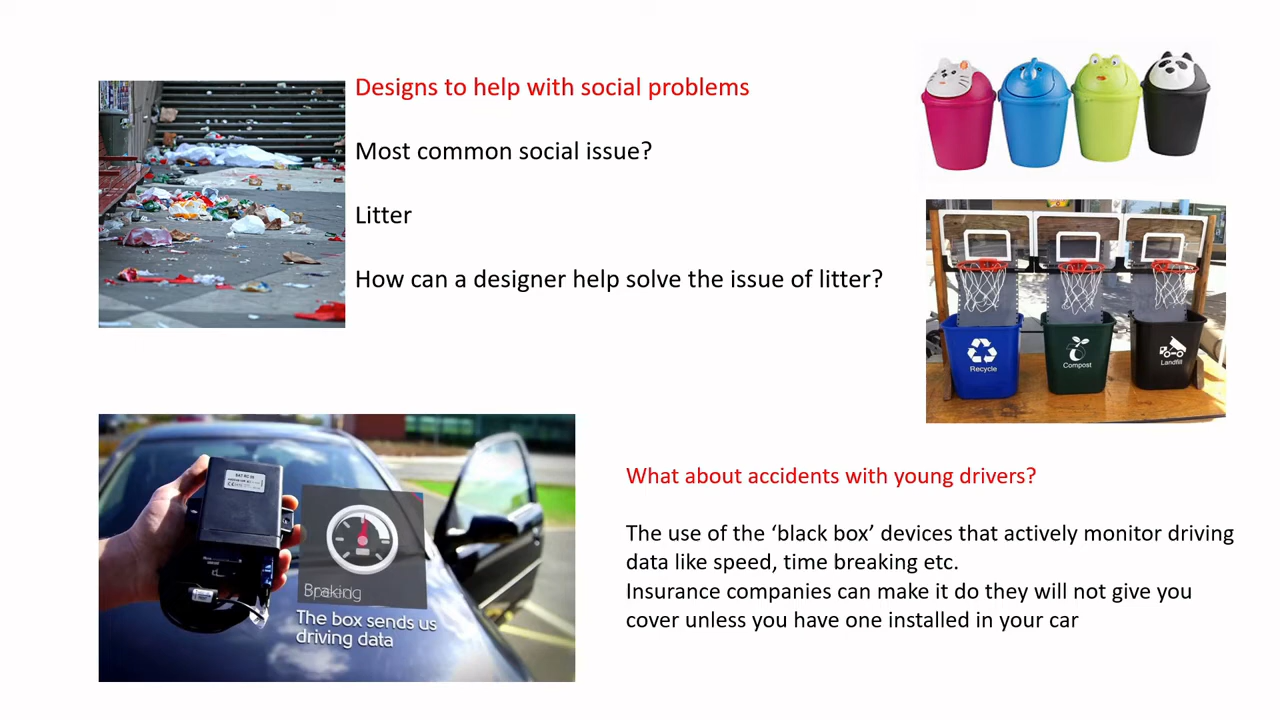 Designs to help with social problems
Most common social issue?
Litter
How can a designer help solve the issue of litter?
Recycle
Compost
Landfill
The box sends us
driving data
What about accidents with young drivers?
The use of the ‘black box’ devices that actively monitor driving
data like speed, time breaking etc.
Insurance companies can make it do they will not give you
cover unless you have one installed in your car